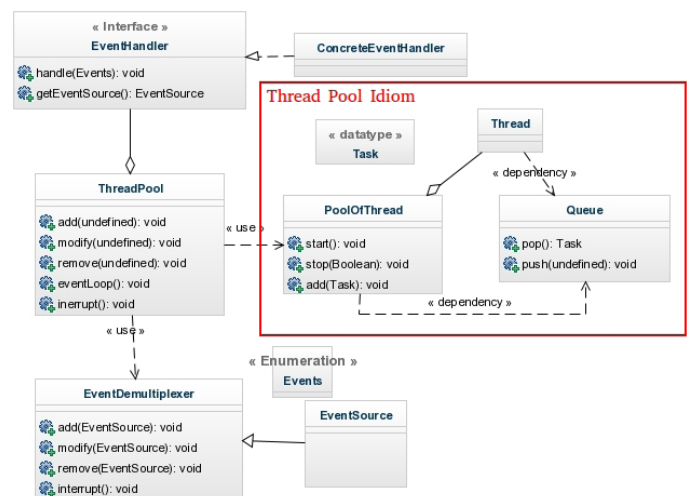 « Interface »
EventHandler
handle(Events): void
getEventSource(): EventSource
ConcreteEventHandler
Thread Pool Idiom
« datatype »
Task
Thread
« dependency »
ThreadPool
add(undefined): void
modify(undefined): void
remove(undefined): void
eventLoop(): void
inerrupt(): void
« use »
PoolOfThread
start(): void
stop(Boolean): void
add(Task): void
Queue
pop(): Task
push(undefined): void
« dependency »
« use »
« Enumeration »
Events
EventDemultiplexer
add(EventSource): void
modify(EventSource): void
remove(EventSource): void
interrupt(): void
EventSource